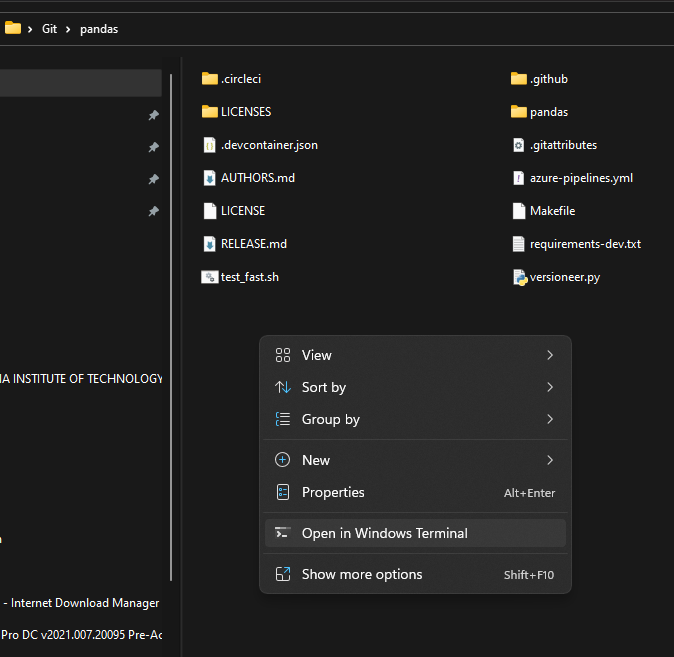 Git > pandas
.circleci
.github
LICENSES
pandas
.devcontainer.json
.gitattributes
AUTHORS.md
azure-pipelines.yml
LICENSE
Makefile
RELEASE.md
requirements-dev.txt
test_fast.sh
versioneer.py
View
IA INSTITUTE OF TECHNOLOGY
Sort by
Group by
New
Properties Alt+Enter
Open in Windows Terminal
Show more options Shift+F10
- Internet Download Manager
Pro DC v2021.007.20095 Pre-Ac